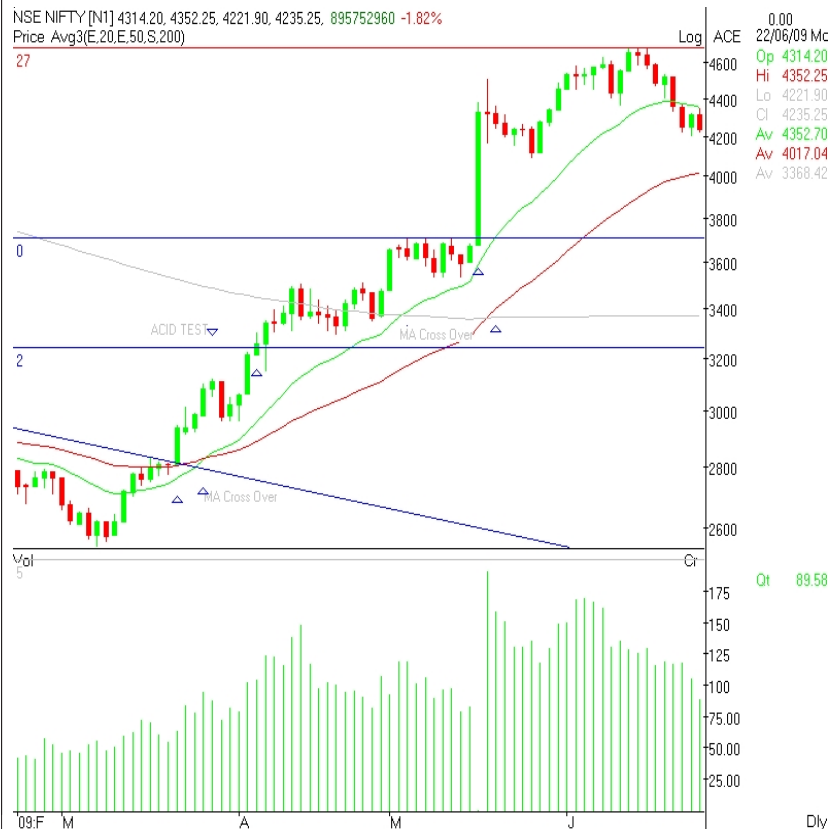 NSE NIFTY [N1] 4314.20, 4352.25, 4221.90, 4235.25, 895752960 -1.82%
Price Avg3(E,20,E,50,S,200)
Log
ACE
0.00
22/06/09 Mo
Op 4314.20
Hi 4352.25
Lo 4221.90
Cl 4235.25
Av 4352.70
Av 4017.04
Av 3368.42
27
4600
4400
4200
4000
3800
0
3600
3400
ACID TEST
MA Cross Over
2
3200
3000
2800
MA Cross Over
2600
Vol
Cr
5
Qt 89.58
175
150
125
100
75.00
50.00
25.00
'09:F M A M J Dly